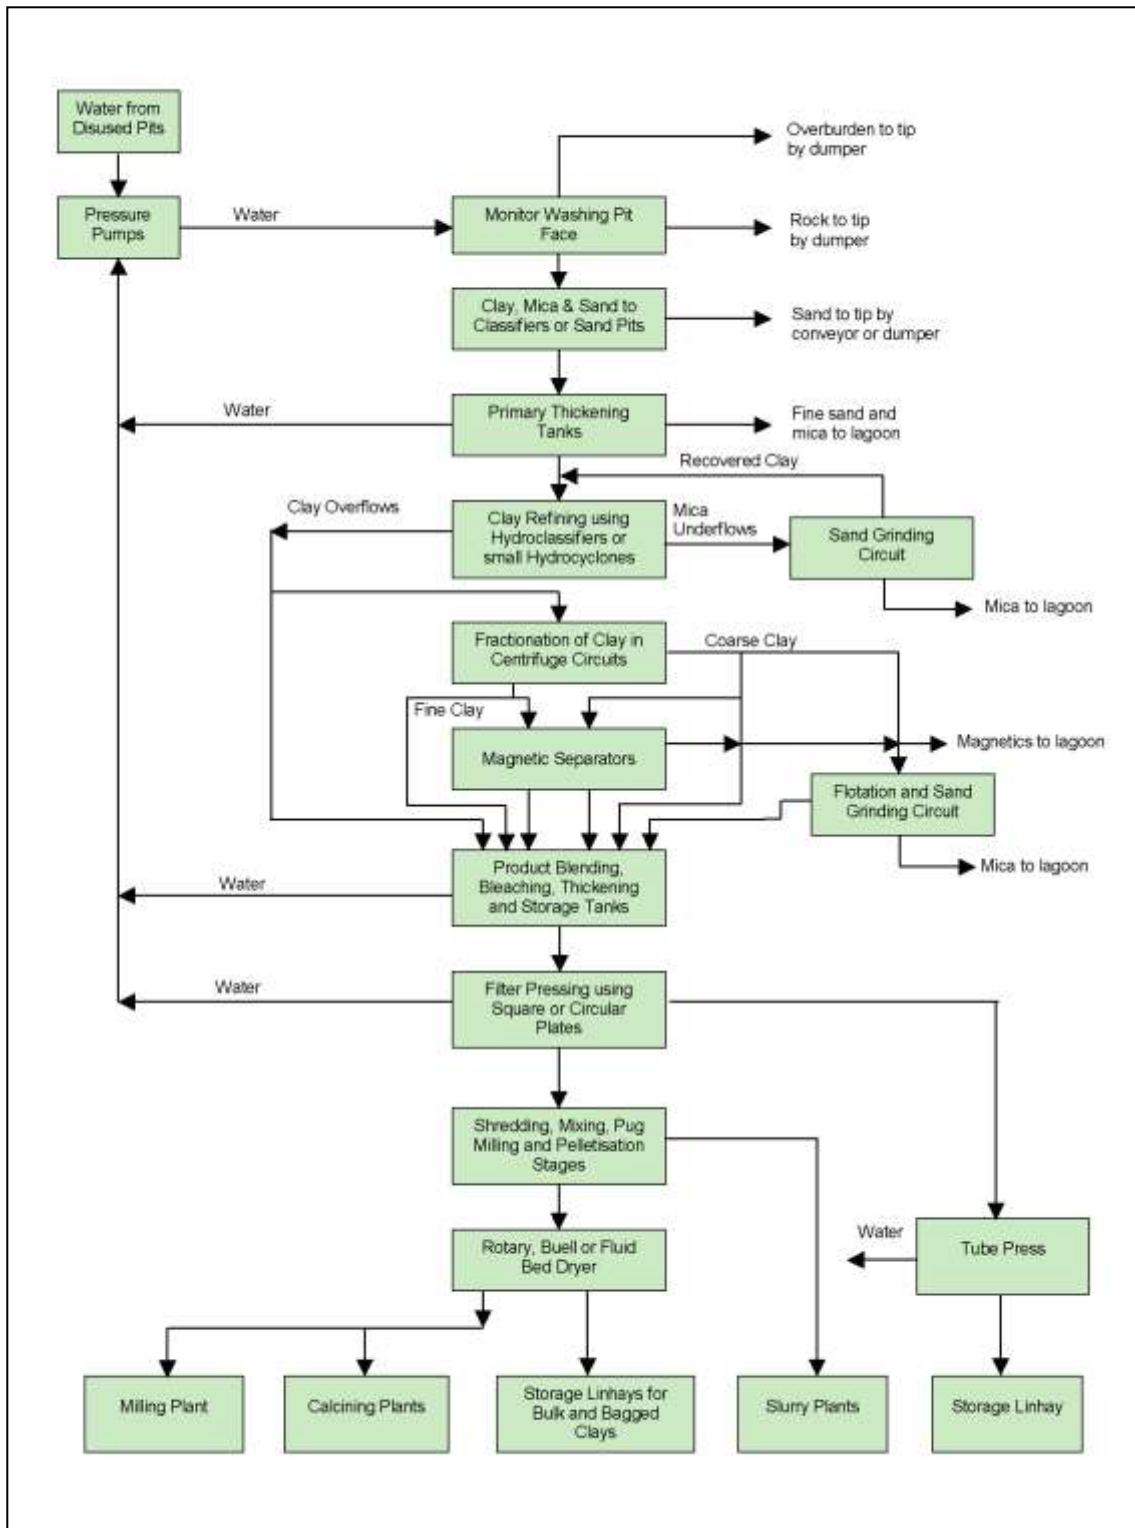 Water from
Disused Pits
Overburden to tip
by dumper
Pressure
Pumps
Water
Monitor Washing Pit
Face
Rock to tip
by dumper
Clay, Mica & Sand to
Classifiers or Sand Pits
Sand to tip by
conveyor or dumper
Water
Primary Thickening
Tanks
Fine sand and
mica to lagoon
Recovered Clay
Clay Overflows
Clay Refining using
Hydroclassifiers or
small Hydrocyclones
Mica
Underflows
Sand Grinding
Circuit
Mica to lagoon
Fractionation of Clay in
Centrifuge Circuits
Coarse Clay
Fine Clay
Magnetic Separators
Magnetics to lagoon
Flotation and Sand
Grinding Circuit
Mica to lagoon
Product Blending,
Bleaching, Thickening
and Storage Tanks
Water
Water
Filter Pressing using
Square or Circular
Plates
Shredding, Mixing, Pug
Milling and Pelletisation
Stages
Rotary, Buell or Fluid
Bed Dryer
Water
Tube Press
Milling Plant
Calcining Plants
Storage Linhays for
Bulk and Bagged
Clays
Slurry Plants
Storage Linhay